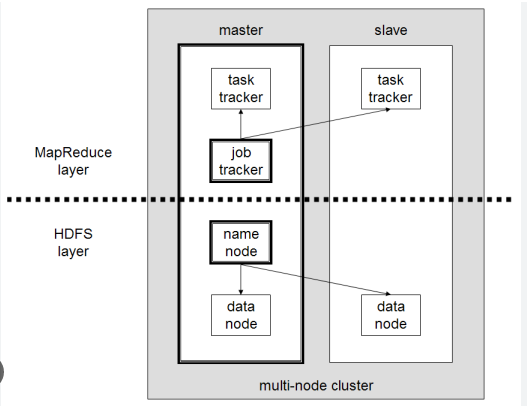 master
slave
task
tracker
task
tracker
MapReduce
layer
job
tracker
HDFS
layer
name
node
data
node
data
node
multi-node cluster